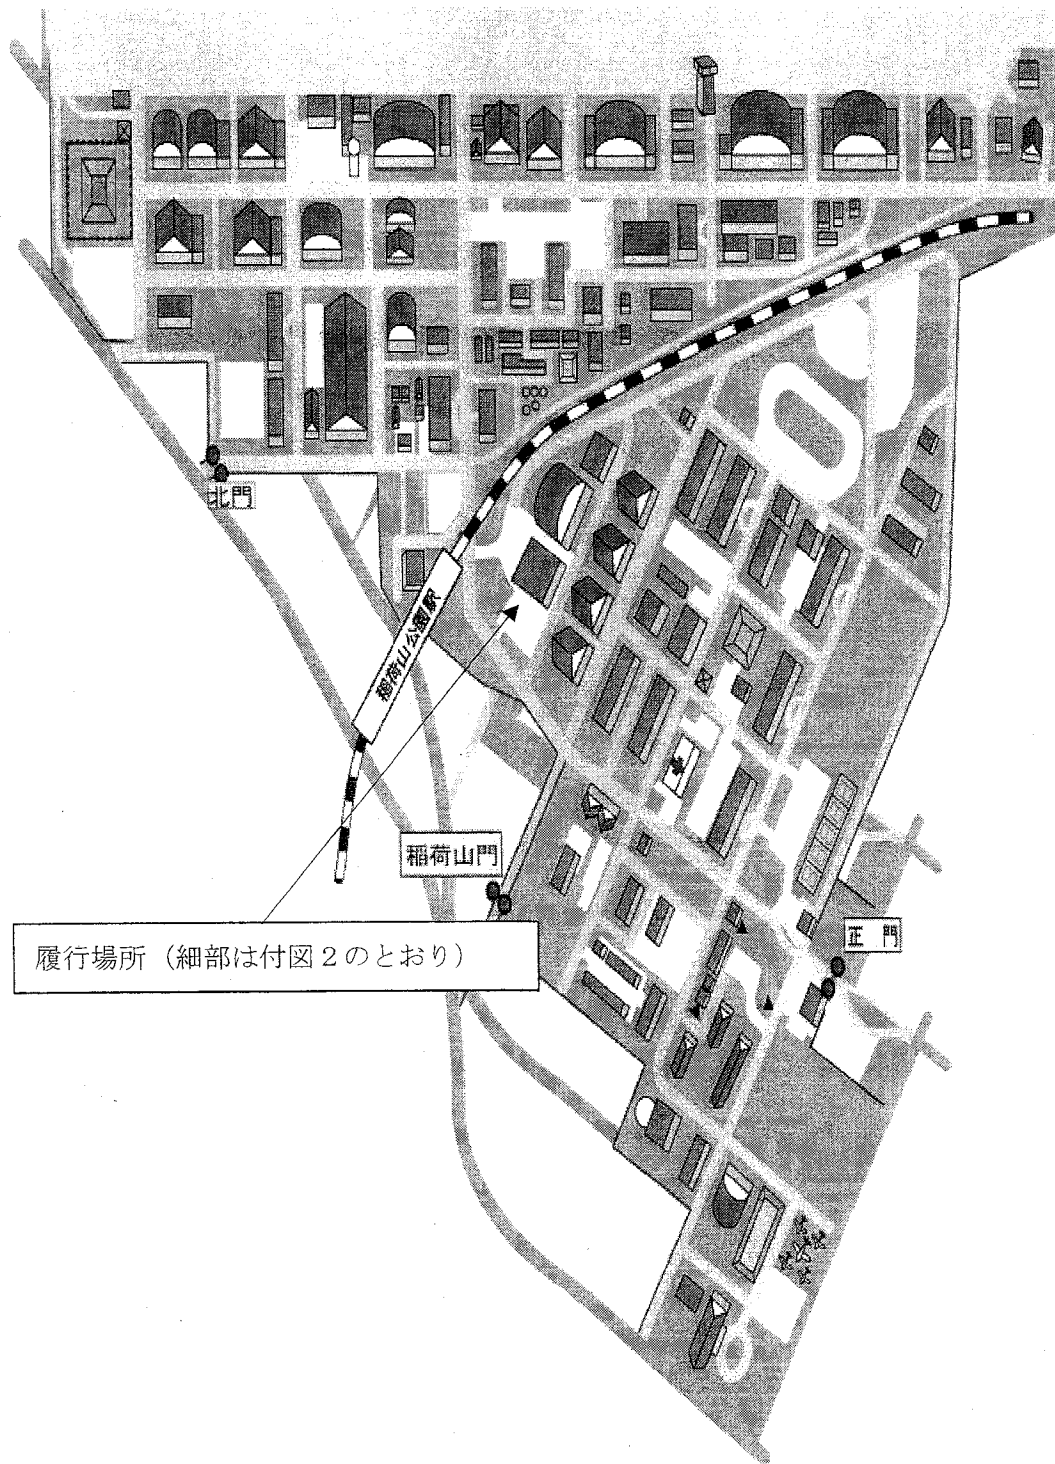 北門
稲荷山公園駅
稲荷山門
履行場所（細部は付図２のとおり）
正　門